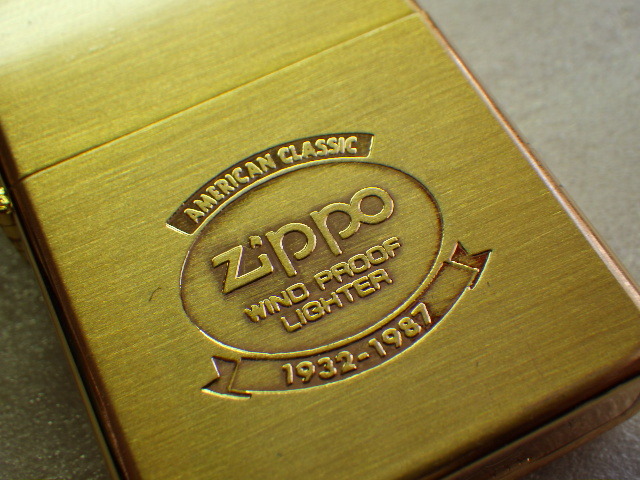 AMERICAN CLASSIC
Zippo
WIND PROOF
LIGHTER
1932-1987